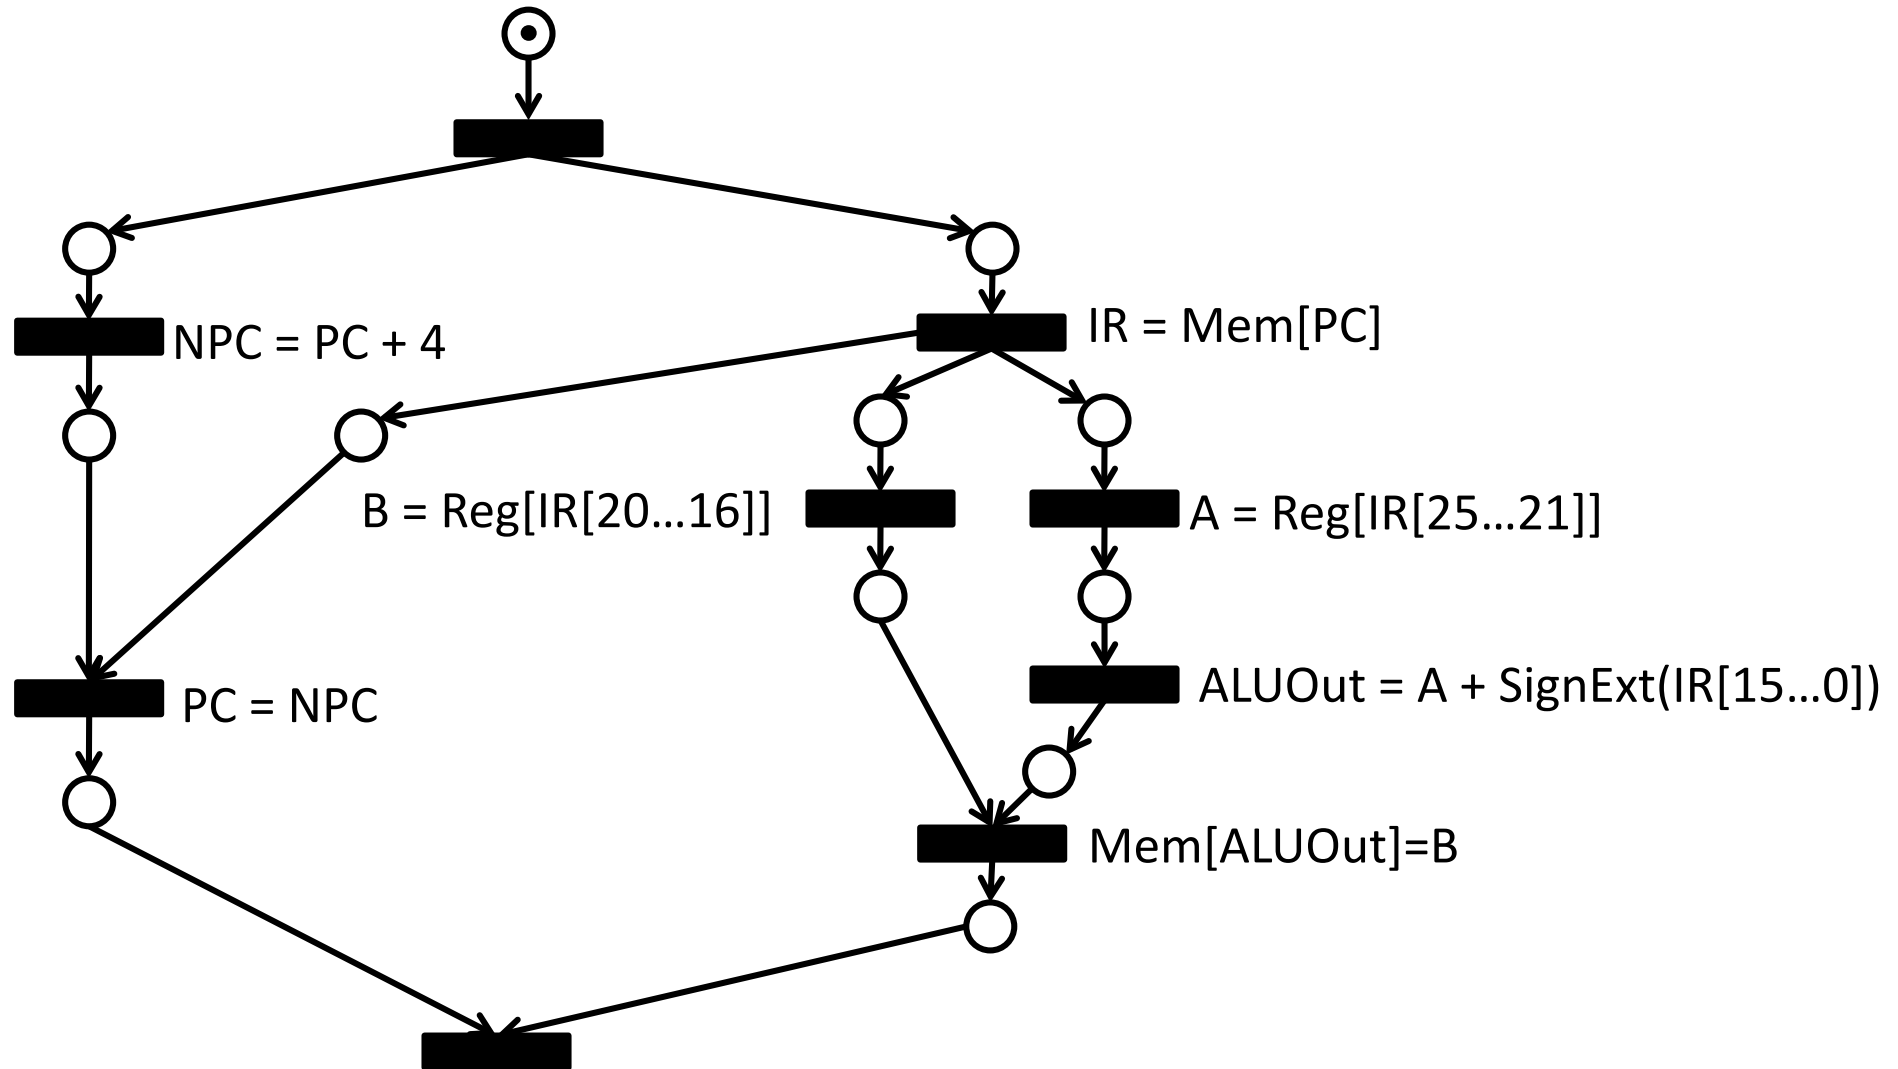 IR = Mem[PC]
NPC = PC + 4
B = Reg[IR[20…16]]
A = Reg[IR[25…21]]
ALUOut = A + SignExt(IR[15…0])
PC = NPC
Mem[ALUOut]=B